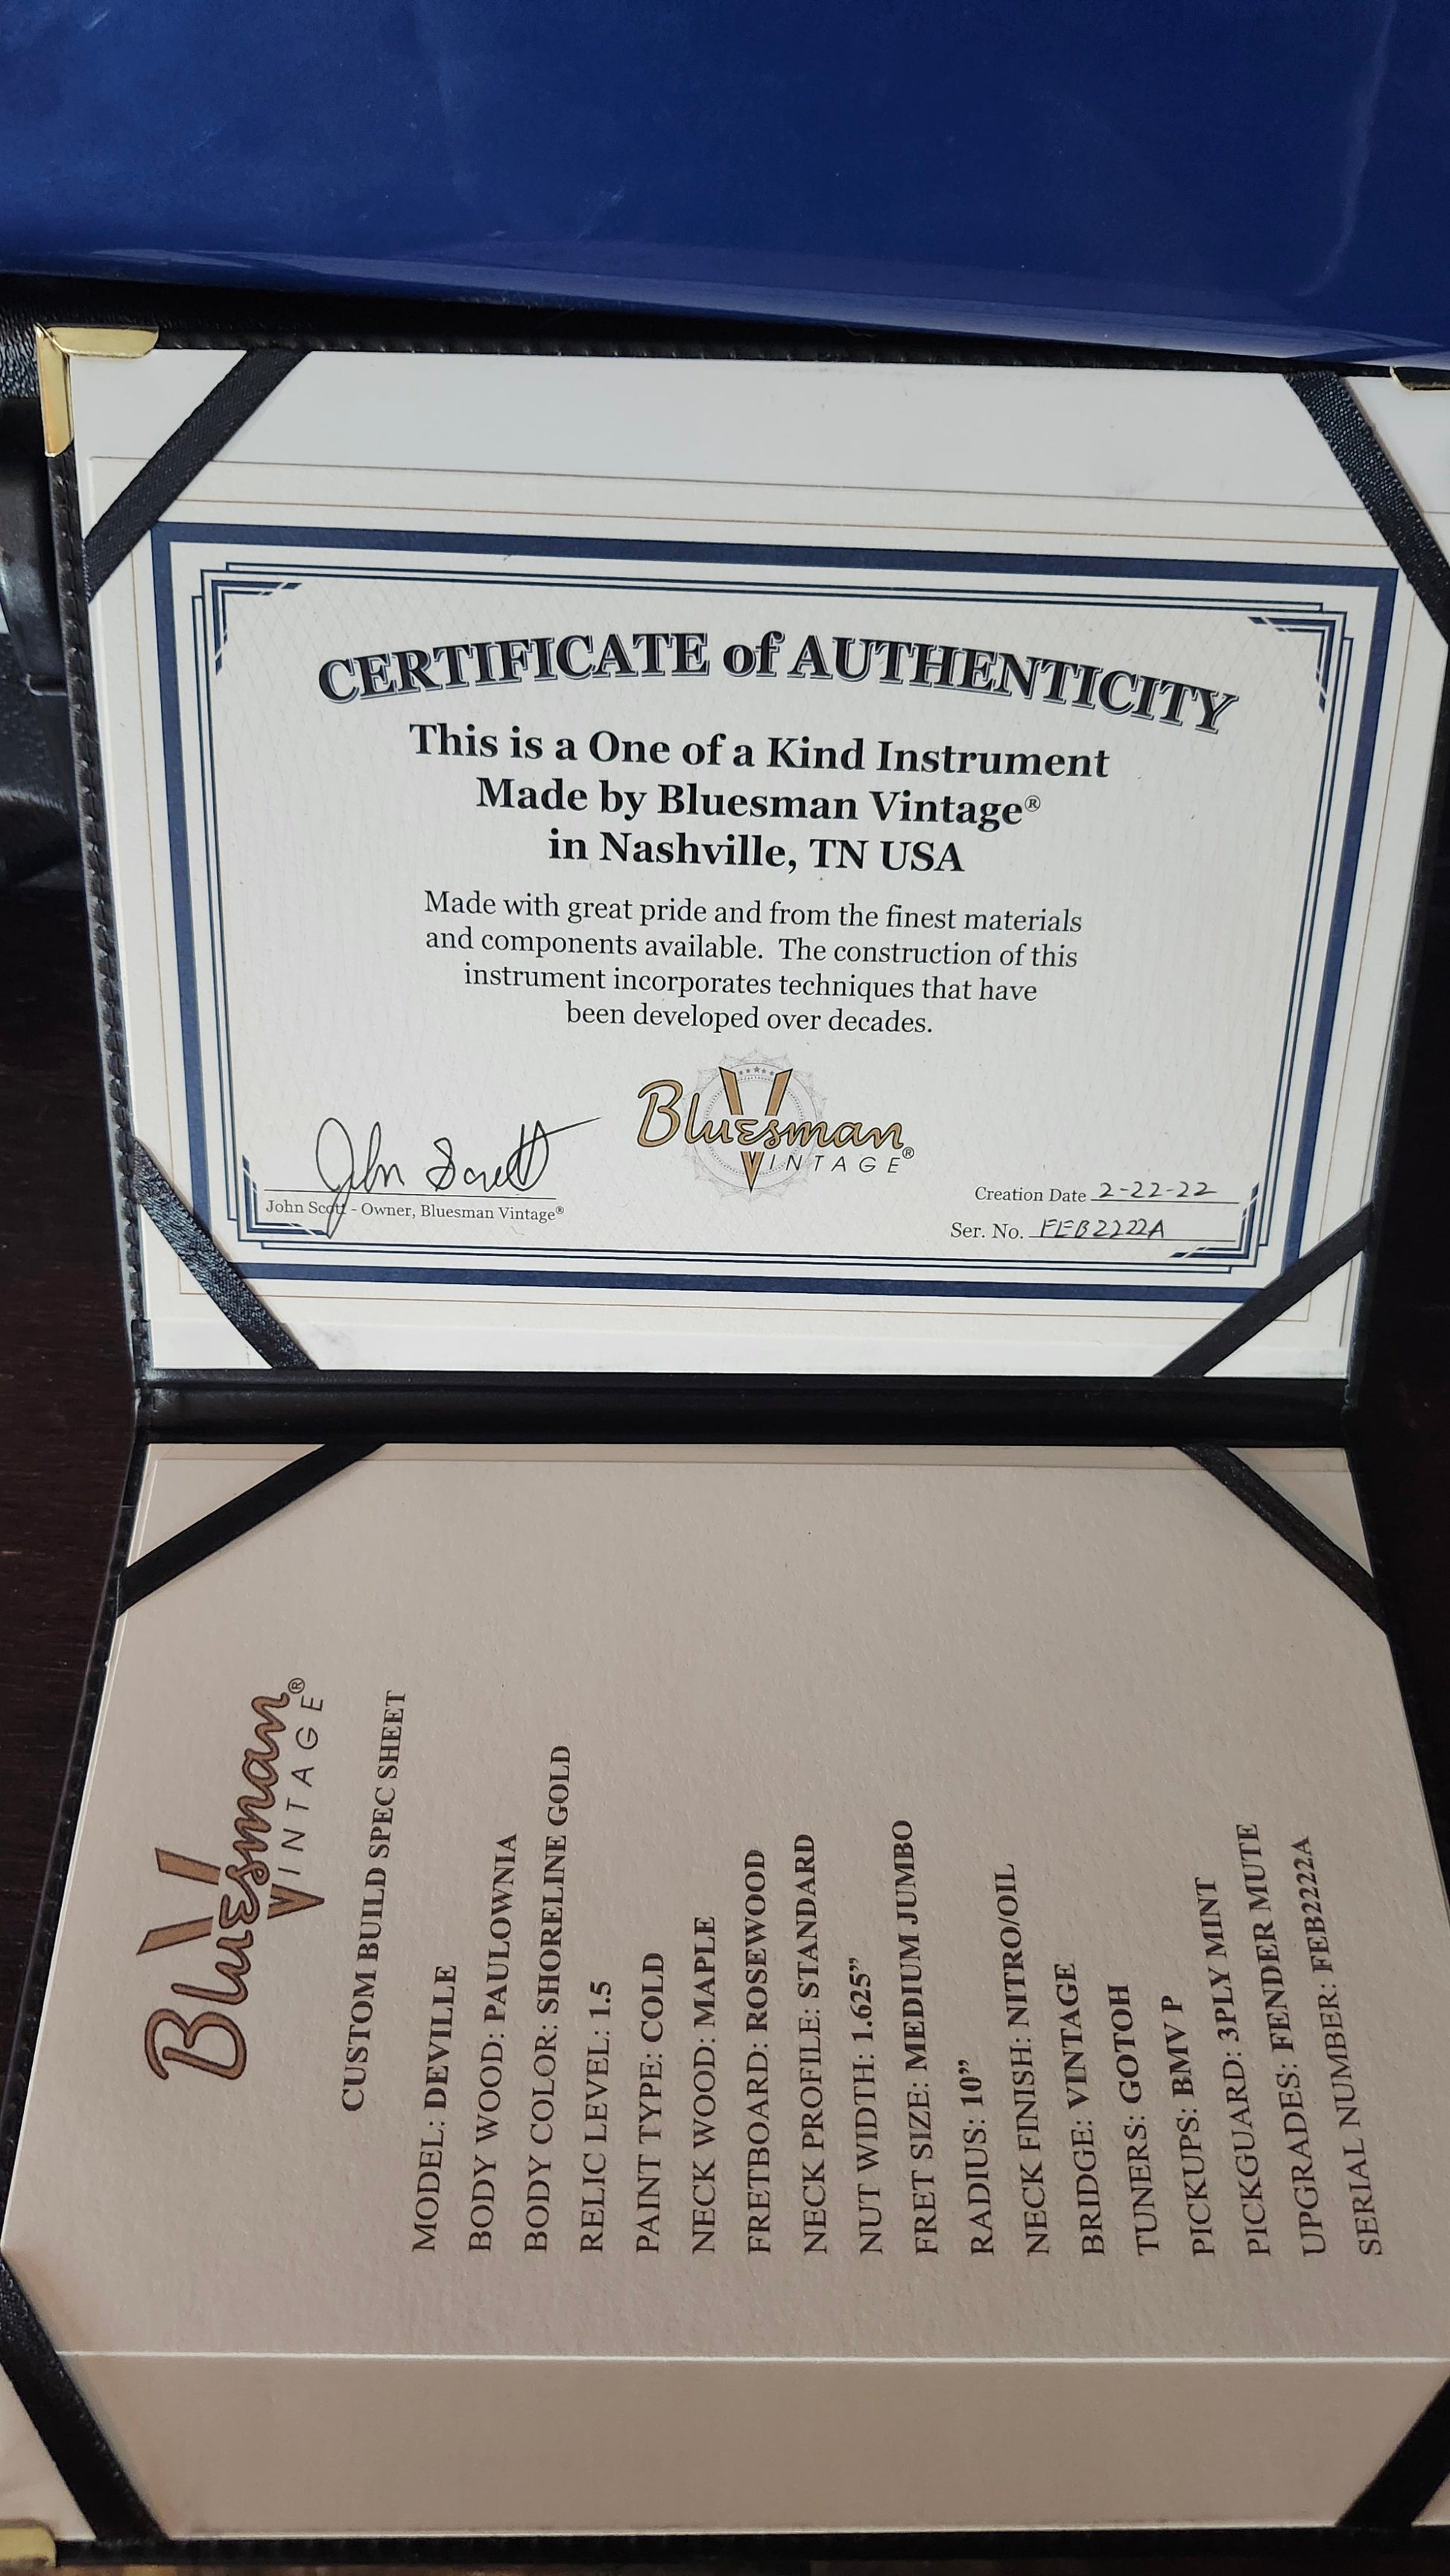 CERTIFICATE of AUTHENTICITY
This is a One of a Kind Instrument
Made by Bluesman Vintage®
in Nashville, TN USA
Made with great pride and from the finest materials
and components available. The construction of this
instrument incorporates techniques that have
been developed over decades.
Bluesman
VINTAGE®
John Scott
John Scott - Owner, Bluesman Vintage®
Creation Date 2-22-22
Ser. No. FEB2222A
Bluesman
VINTAGE®
CUSTOM BUILD SPEC SHEET
MODEL: DEVILLE
BODY WOOD: PAULOWNIA
BODY COLOR: SHORELINE GOLD
RELIC LEVEL: 1.5
PAINT TYPE: COLD
NECK WOOD: MAPLE
FRETBOARD: ROSEWOOD
NECK PROFILE: STANDARD
NUT WIDTH: 1.625”
FRET SIZE: MEDIUM JUMBO
RADIUS: 10”
NECK FINISH: NITRO/OIL
BRIDGE: VINTAGE
TUNERS: GOTOH
PICKUPS: BMV P
PICKGUARD: 3PLY MINT
UPGRADES: FENDER MUTE
SERIAL NUMBER: FEB2222A